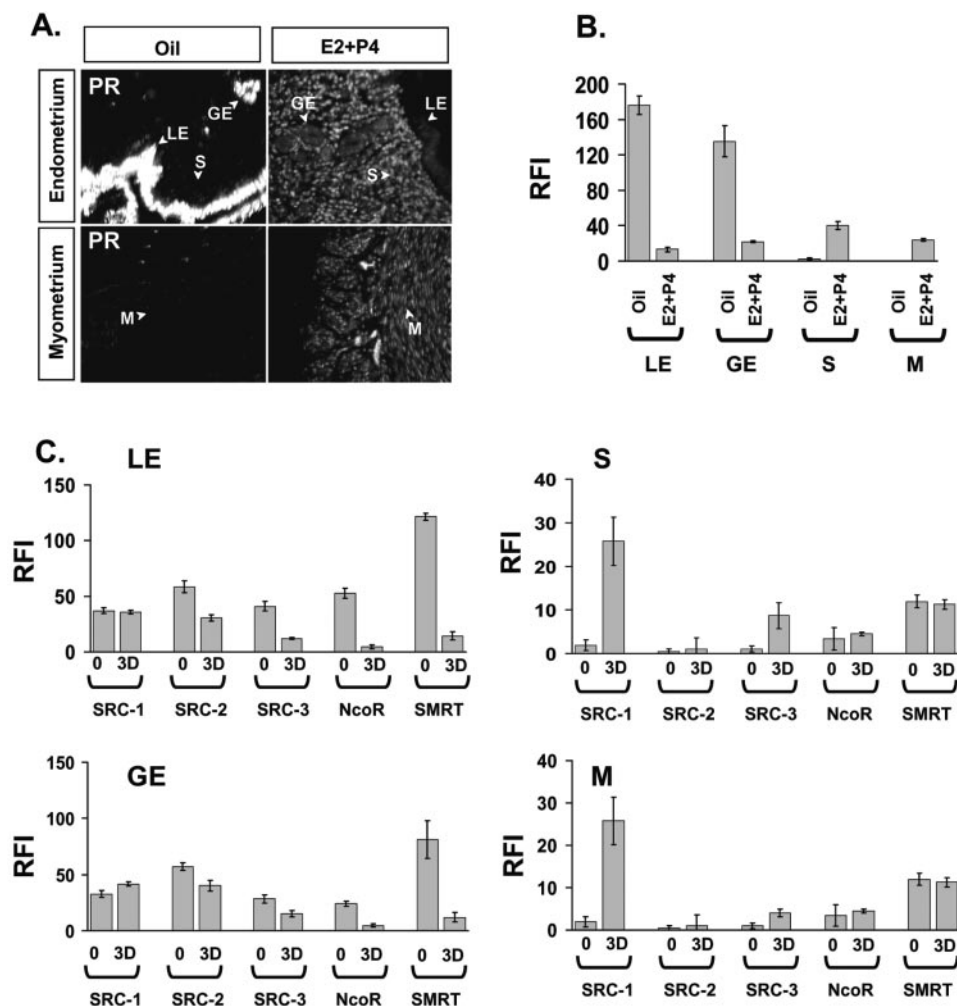 A.
Oil E2+P4
Endometrium
PR
GE
LE
S
GE
LE
S
Myometrium
PR
M
M
B.
RFI
200
160
120
80
40
0
Oil E2+P4 Oil E2+P4 Oil E2+P4 Oil E2+P4
LE GE S M
C.
LE
RFI
150
100
50
0
0 3D 0 3D 0 3D 0 3D 0 3D
SRC-1 SRC-2 SRC-3 NcoR SMRT
S
RFI
40
30
20
10
0
0 3D 0 3D 0 3D 0 3D 0 3D
SRC-1 SRC-2 SRC-3 NcoR SMRT
GE
RFI
150
100
50
0
0 3D 0 3D 0 3D 0 3D 0 3D
SRC-1 SRC-2 SRC-3 NcoR SMRT
M
RFI
40
30
20
10
0
0 3D 0 3D 0 3D 0 3D 0 3D
SRC-1 SRC-2 SRC-3 NcoR SMRT